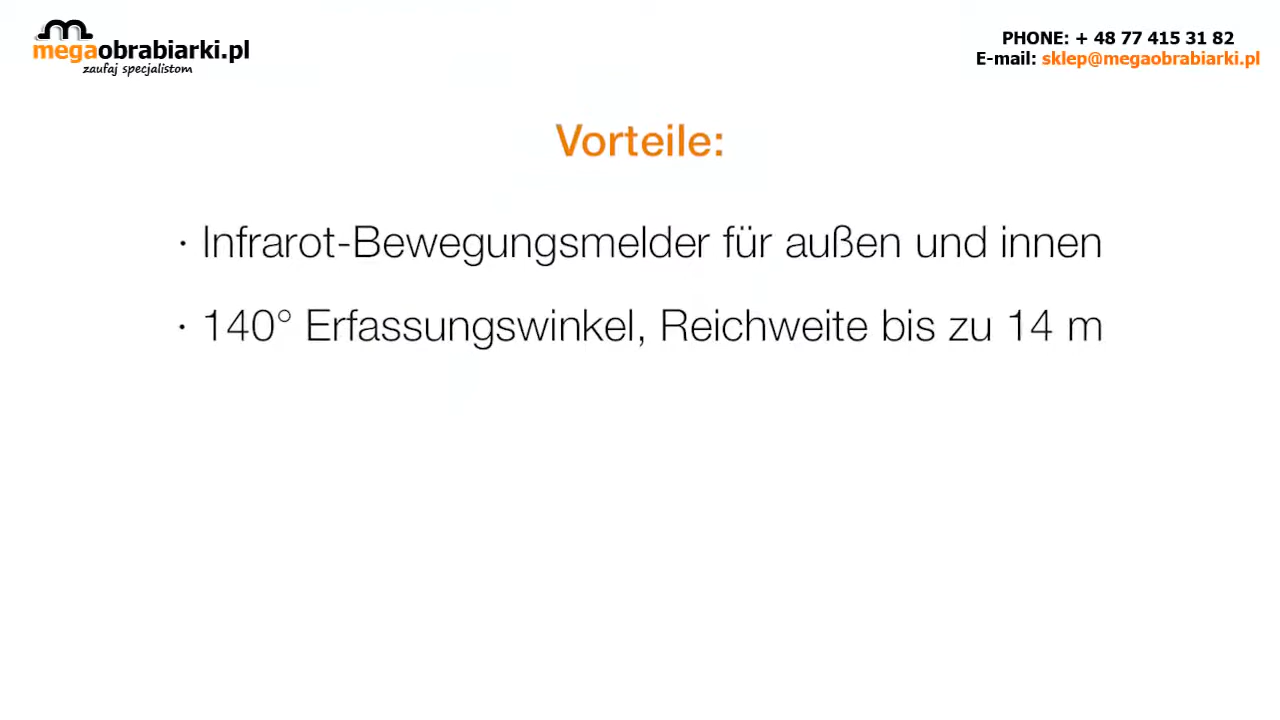 megaobrabiarki.pl
zaufaj specjalistom
PHONE: + 48 77 415 31 82
E-mail: sklep@megaobrabiarki.pl
Vorteile:
· Infrarot-Bewegungsmelder für außen und innen
· 140° Erfassungswinkel, Reichweite bis zu 14 m